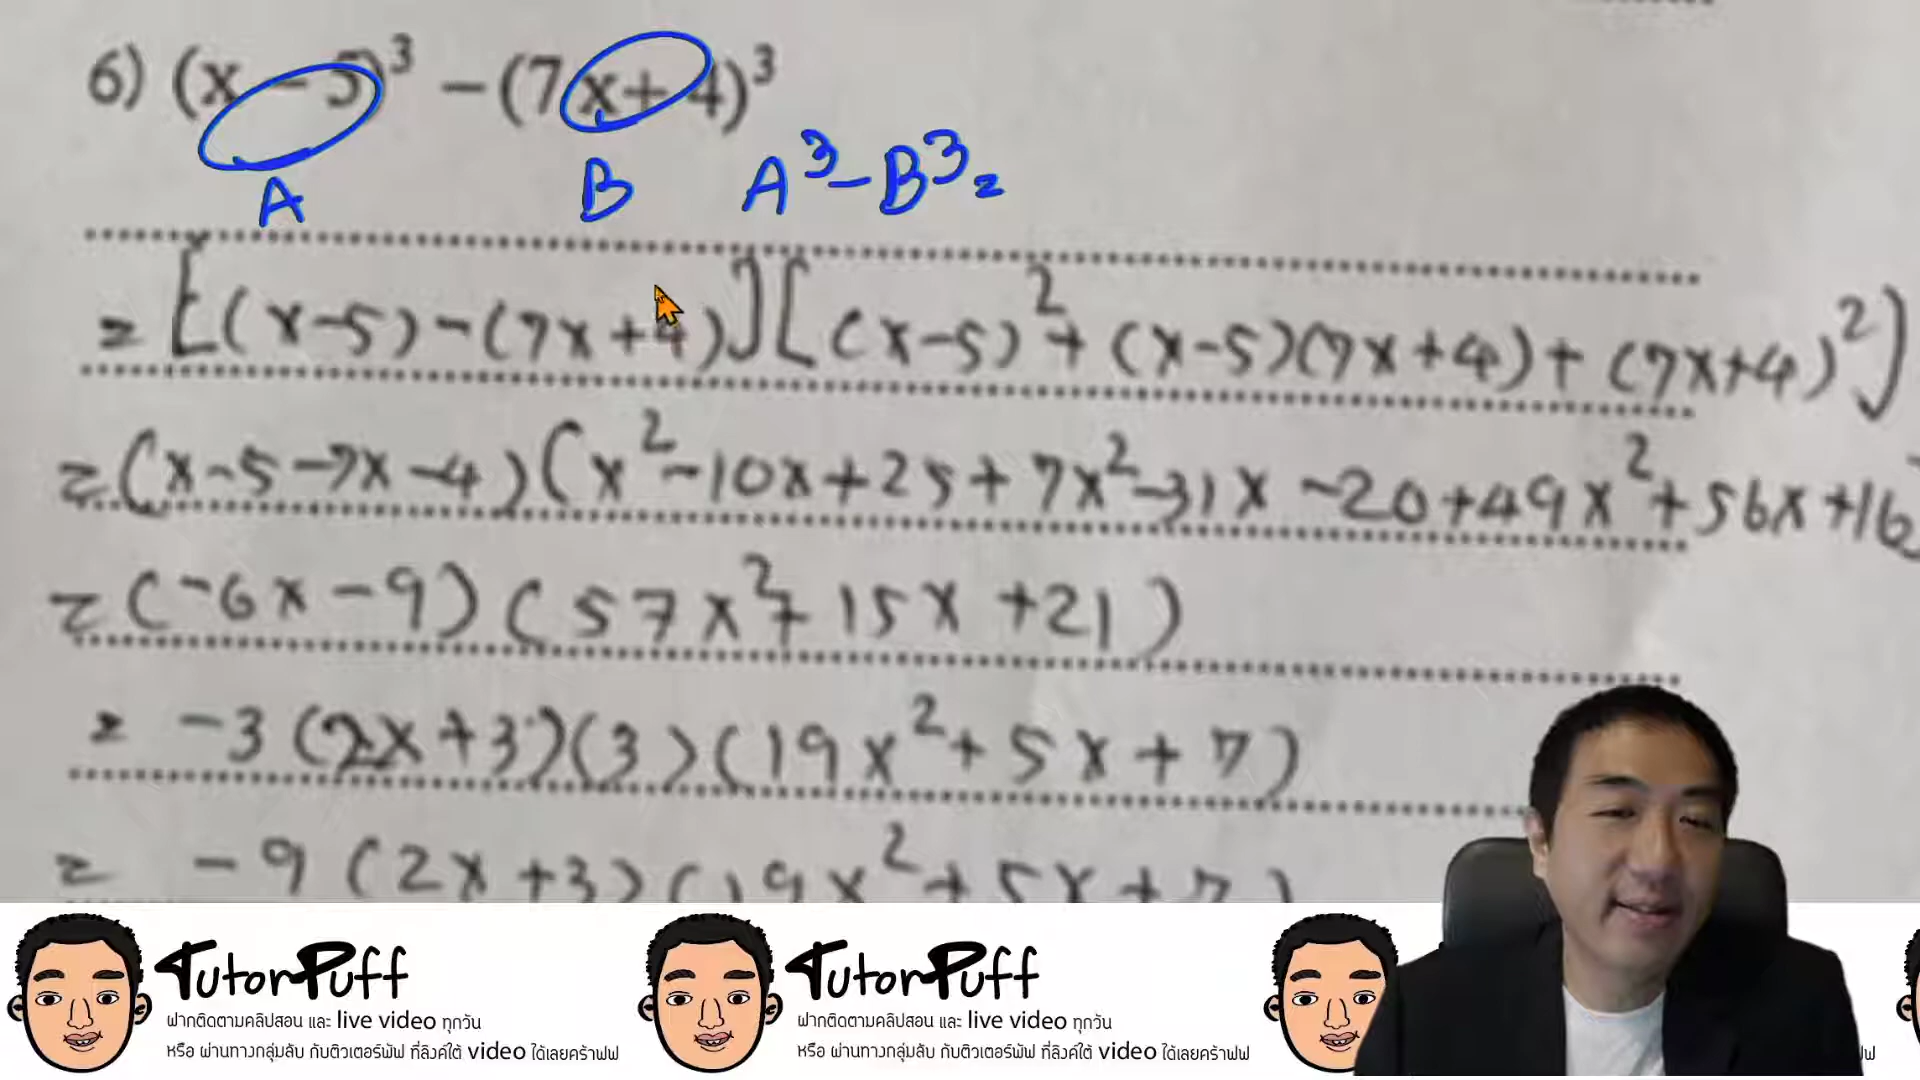 6) (x − 5)³ − (7x + 4)³
A B A³ − B³ =
= [(x−5) − (7x+4)][(x−5)² + (x−5)(7x+4) + (7x+4)²]
= (x−5−7x−4)(x²−10x+25+7x²−31x−20+49x²+56x+16
= (−6x−9)(57x²+15x+21)
= −3(2x+3)(3)(19x²+5x+7)
= −9(2x+3)(19x²+5x+7)
TutorPuff TutorPuff
ฝากติดตามคลิปสอน และ live video ทุกวัน ฝากติดตามคลิปสอน และ live video ทุกวัน
หรือ ผ่านทางกลุ่มลับ กับติวเตอร์พัฟ ที่ลิงค์ใต้ video ได้เลยคร้าฟฟ หรือ ผ่านทางกลุ่มลับ กับติวเตอร์พัฟ ที่ลิงค์ใต้ video ได้เลยคร้าฟฟ